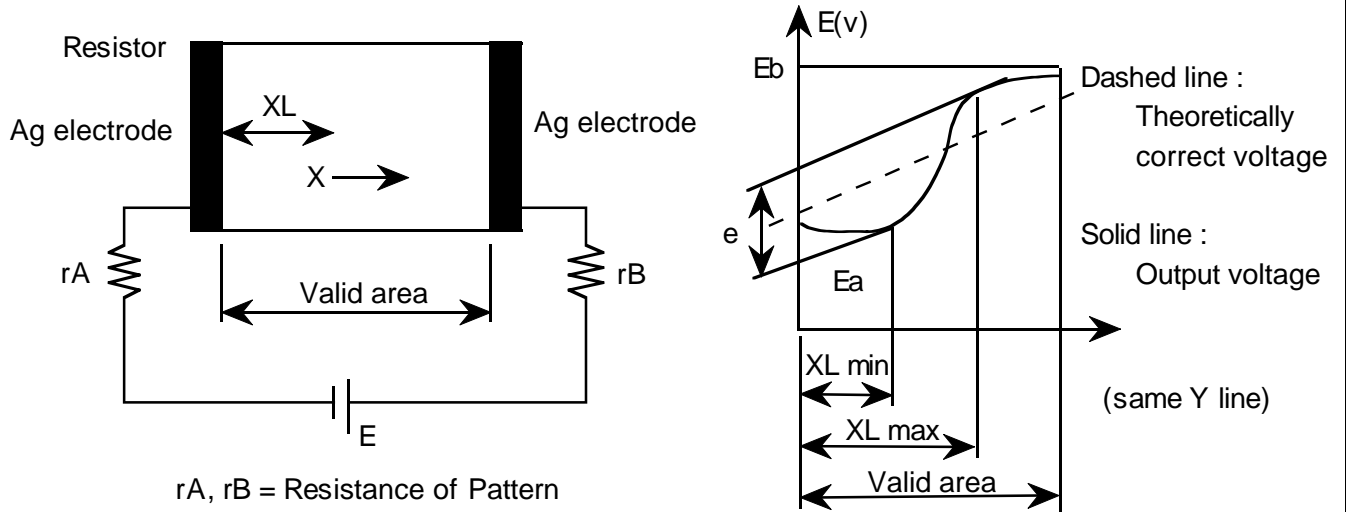 Resistor
XL
Ag electrode
Ag electrode
X
rA
rB
Valid area
E
rA, rB = Resistance of Pattern
E(v)
Eb
Dashed line :
Theoretically
correct voltage
e
Solid line :
Output voltage
Ea
XL min
(same Y line)
XL max
Valid area